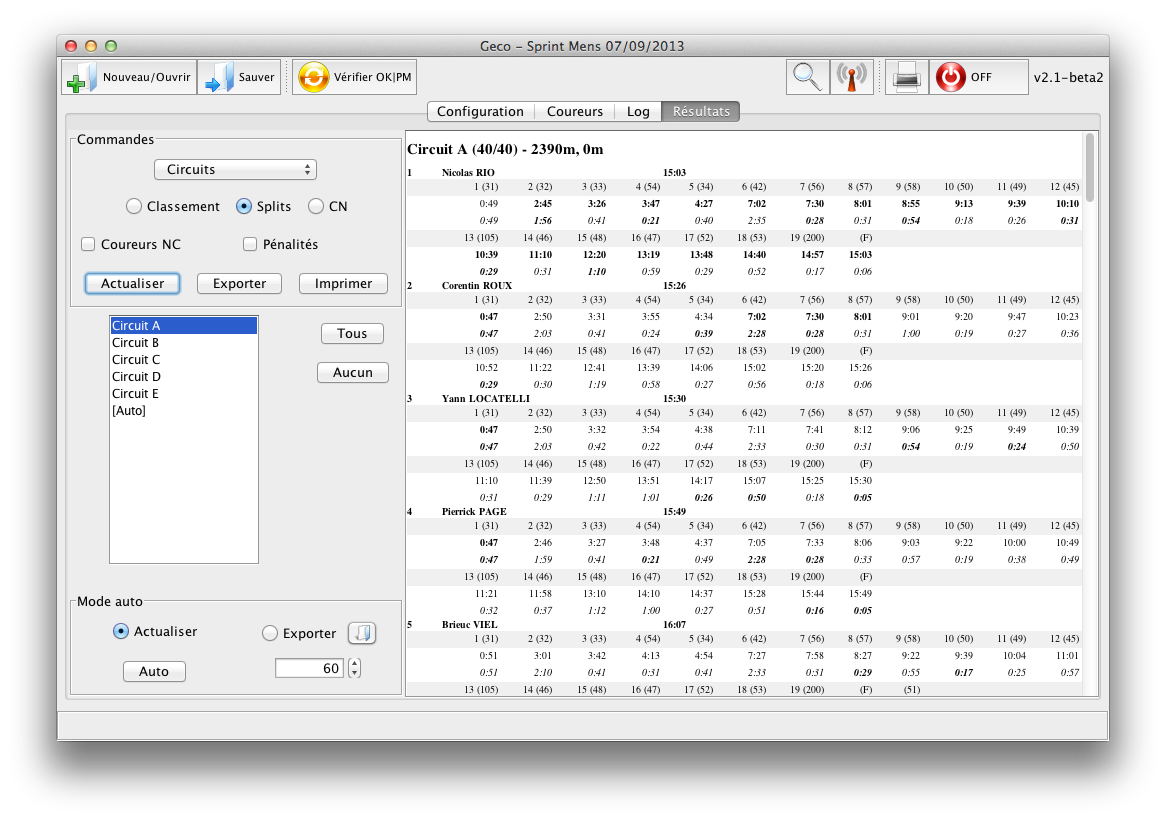 Geco – Sprint Mens 07/09/2013
Nouveau/Ouvrir Sauver Vérifier OK|PM OFF v2.1-beta2
Configuration Coureurs Log Résultats
Commandes
Circuits
Classement Splits CN
Coureurs NC Pénalités
Actualiser Exporter Imprimer
Circuit A
Circuit B
Circuit C
Circuit D
Circuit E
[Auto]
Tous
Aucun
Mode auto
Actualiser Exporter
Auto 60
Circuit A (40/40) - 2390m, 0m
1 Nicolas RIO 15:03
1 (31) 2 (32) 3 (33) 4 (54) 5 (34) 6 (42) 7 (56) 8 (57) 9 (58) 10 (50) 11 (49) 12 (45)
0:49 2:45 3:26 3:47 4:27 7:02 7:30 8:01 8:55 9:13 9:39 10:10
0:49 1:56 0:41 0:21 0:40 2:35 0:28 0:31 0:54 0:18 0:26 0:31
13 (105) 14 (46) 15 (48) 16 (47) 17 (52) 18 (53) 19 (200) (F)
10:39 11:10 12:20 13:19 13:48 14:40 14:57 15:03
0:29 0:31 1:10 0:59 0:29 0:52 0:17 0:06
2 Corentin ROUX 15:26
1 (31) 2 (32) 3 (33) 4 (54) 5 (34) 6 (42) 7 (56) 8 (57) 9 (58) 10 (50) 11 (49) 12 (45)
0:47 2:50 3:31 3:55 4:34 7:02 7:30 8:01 9:01 9:20 9:47 10:23
0:47 2:03 0:41 0:24 0:39 2:28 0:28 0:31 1:00 0:19 0:27 0:36
13 (105) 14 (46) 15 (48) 16 (47) 17 (52) 18 (53) 19 (200) (F)
10:52 11:22 12:41 13:39 14:06 15:02 15:20 15:26
0:29 0:30 1:19 0:58 0:27 0:56 0:18 0:06
3 Yann LOCATELLI 15:30
1 (31) 2 (32) 3 (33) 4 (54) 5 (34) 6 (42) 7 (56) 8 (57) 9 (58) 10 (50) 11 (49) 12 (45)
0:47 2:50 3:32 3:54 4:38 7:11 7:41 8:12 9:06 9:25 9:49 10:39
0:47 2:03 0:42 0:22 0:44 2:33 0:30 0:31 0:54 0:19 0:24 0:50
13 (105) 14 (46) 15 (48) 16 (47) 17 (52) 18 (53) 19 (200) (F)
11:10 11:39 12:50 13:51 14:17 15:07 15:25 15:30
0:31 0:29 1:11 1:01 0:26 0:50 0:18 0:05
4 Pierrick PAGE 15:49
1 (31) 2 (32) 3 (33) 4 (54) 5 (34) 6 (42) 7 (56) 8 (57) 9 (58) 10 (50) 11 (49) 12 (45)
0:47 2:46 3:27 3:48 4:37 7:05 7:33 8:06 9:03 9:22 10:00 10:49
0:47 1:59 0:41 0:21 0:49 2:28 0:28 0:33 0:57 0:19 0:38 0:49
13 (105) 14 (46) 15 (48) 16 (47) 17 (52) 18 (53) 19 (200) (F)
11:21 11:58 13:10 14:10 14:37 15:28 15:44 15:49
0:32 0:37 1:12 1:00 0:27 0:51 0:16 0:05
5 Brieuc VIEL 16:07
1 (31) 2 (32) 3 (33) 4 (54) 5 (34) 6 (42) 7 (56) 8 (57) 9 (58) 10 (50) 11 (49) 12 (45)
0:51 3:01 3:42 4:13 4:54 7:27 7:58 8:27 9:22 9:39 10:04 11:01
0:51 2:10 0:41 0:31 0:41 2:33 0:31 0:29 0:55 0:17 0:25 0:57
13 (105) 14 (46) 15 (48) 16 (47) 17 (52) 18 (53) 19 (200) (F) (51)